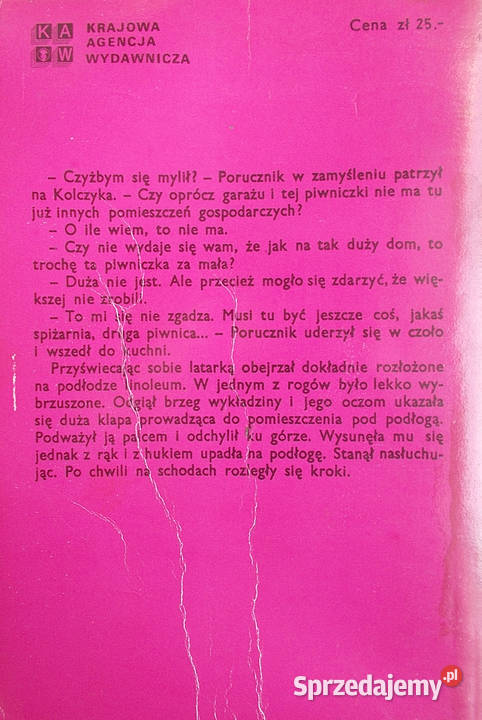 KA
KRAJOWA
AGENCJA
W
WYDAWNICZA
Cena zł 25.-
– Czyżbym się mylił? – Porucznik w zamyśleniu patrzył
na Kolczyka. – Czy oprócz garażu i tej piwniczki nie ma tu
już innych pomieszczeń gospodarczych?
– O ile wiem, to nie ma.
– Czy nie wydaje się wam, że jak na tak duży dom, to
trochę ta piwniczka za mała?
– Duża nie jest. Ale przecież mogło się zdarzyć, że wię-
kszej nie zrobili.
– To mi się nie zgadza. Musi tu być jeszcze coś, jakaś
spiżarnia, druga piwnica... – Porucznik uderzył się w czoło
i wszedł do kuchni.
Przyświecając sobie latarką obejrzał dokładnie rozłożone
na podłodze linoleum. W jednym z rogów było lekko wy-
brzuszone. Odgiął brzeg wykładziny i jego oczom ukazała
się duża klapa prowadząca do pomieszczenia pod podłogą.
Podważył ją palcem i odchylił ku górze. Wysunęła mu się
jednak z rąk i z hukiem upadła na podłogę. Stanął nasłuchu-
jąc. Po chwili na schodach rozległy się kroki.
Sprzedajemy.pl